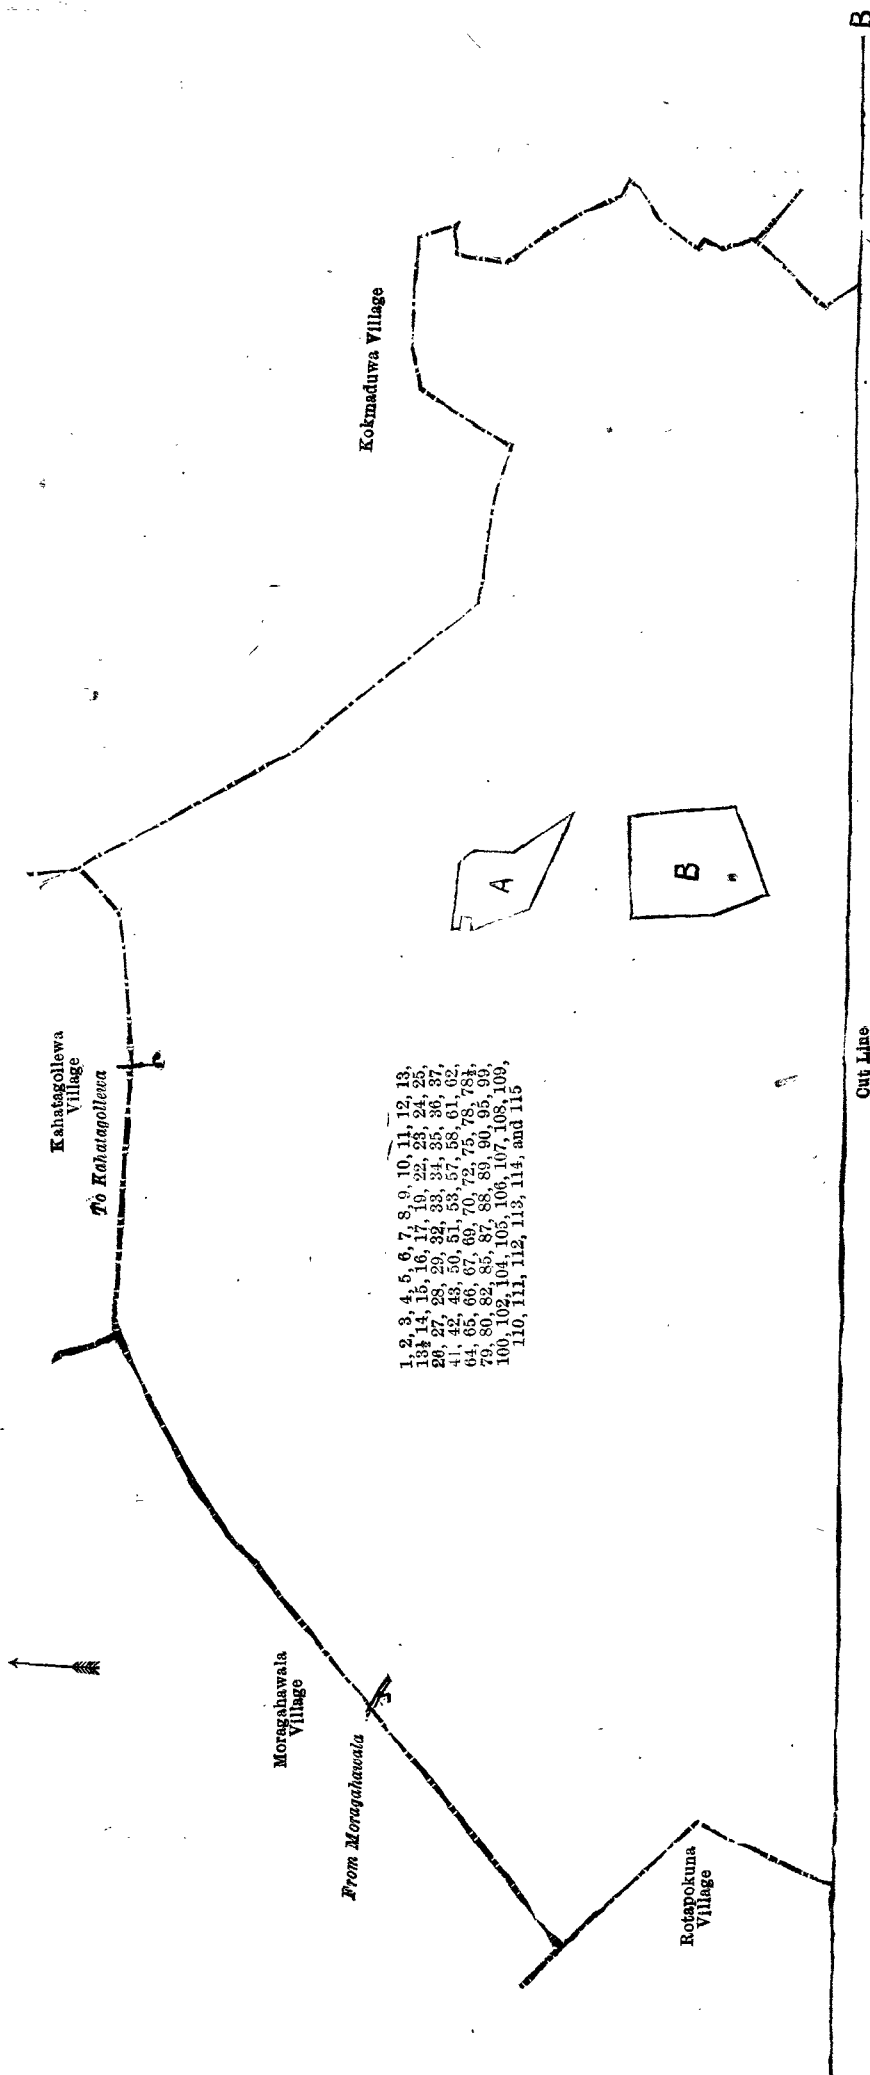 Kahatagollewa
Village
To Kahatagollewa
Kokmaduwa Village
Moragahawala
Village
From Moragahawala
1, 2, 3, 4, 5, 6, 7, 8, 9, 10, 11, 12, 13,
13½ 14, 15, 16, 17, 19, 22, 23, 24, 25,
26, 27, 28, 29, 32, 33, 34, 35, 36, 37,
41, 42, 43, 50, 51, 53, 57, 58, 61, 62,
64, 65, 66, 67, 69, 70, 72, 75, 78, 78½,
79, 80, 82, 85, 87, 88, 89, 90, 95, 99,
100, 102, 104, 105, 106, 107, 108, 109,
110, 111, 112, 113, 114, and 115
A
B
Rotapokuna
Village
Cut Line
B